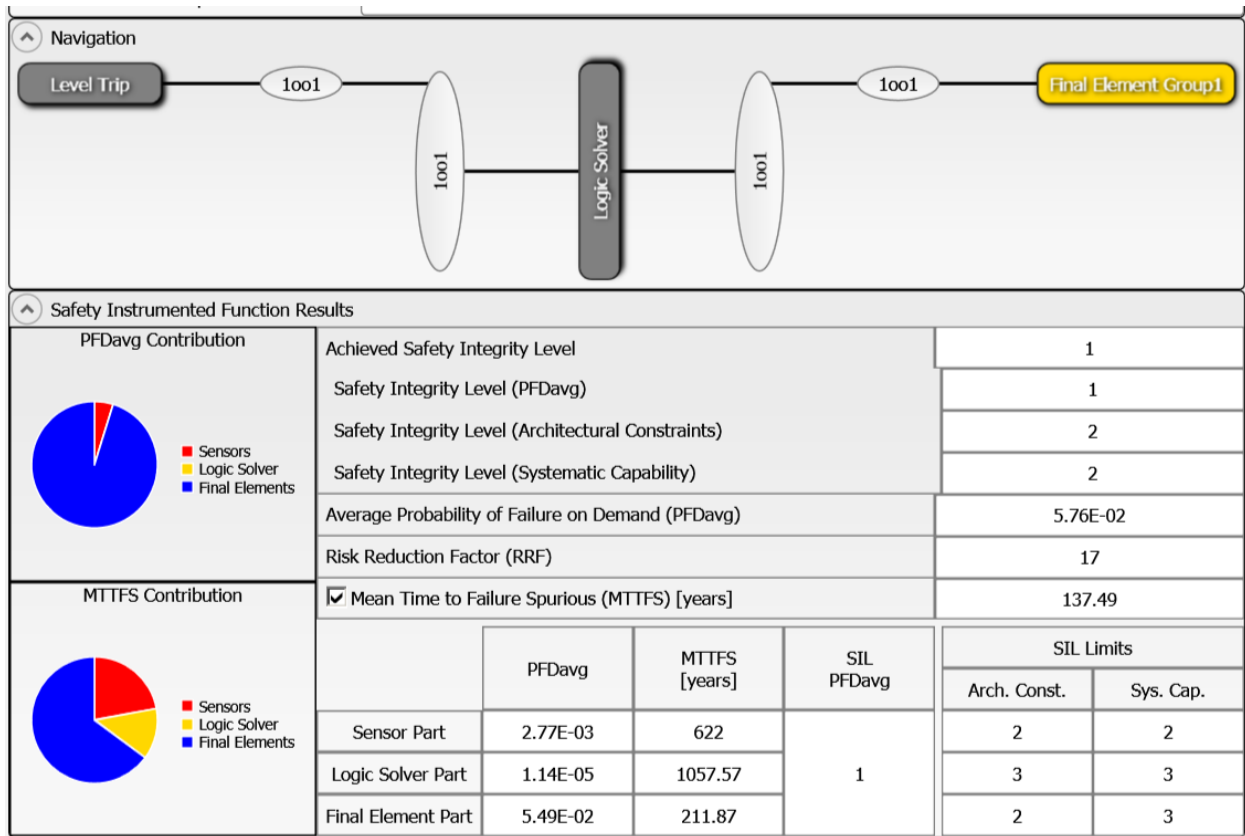 Navigation
Level Trip
1oo1
1oo1
Logic Solver
1oo1
1oo1
Final Element Group1
Safety Instrumented Function Results
PFDavg Contribution
Sensors
Logic Solver
Final Elements
Achieved Safety Integrity Level 1
Safety Integrity Level (PFDavg) 1
Safety Integrity Level (Architectural Constraints) 2
Safety Integrity Level (Systematic Capability) 2
Average Probability of Failure on Demand (PFDavg) 5.76E-02
Risk Reduction Factor (RRF) 17
MTTFS Contribution
Sensors
Logic Solver
Final Elements
Mean Time to Failure Spurious (MTTFS) [years] 137.49
PFDavg
MTTFS
[years]
SIL
PFDavg
SIL Limits
Arch. Const. Sys. Cap.
Sensor Part 2.77E-03 622 2 2
Logic Solver Part 1.14E-05 1057.57 1 3 3
Final Element Part 5.49E-02 211.87 2 3